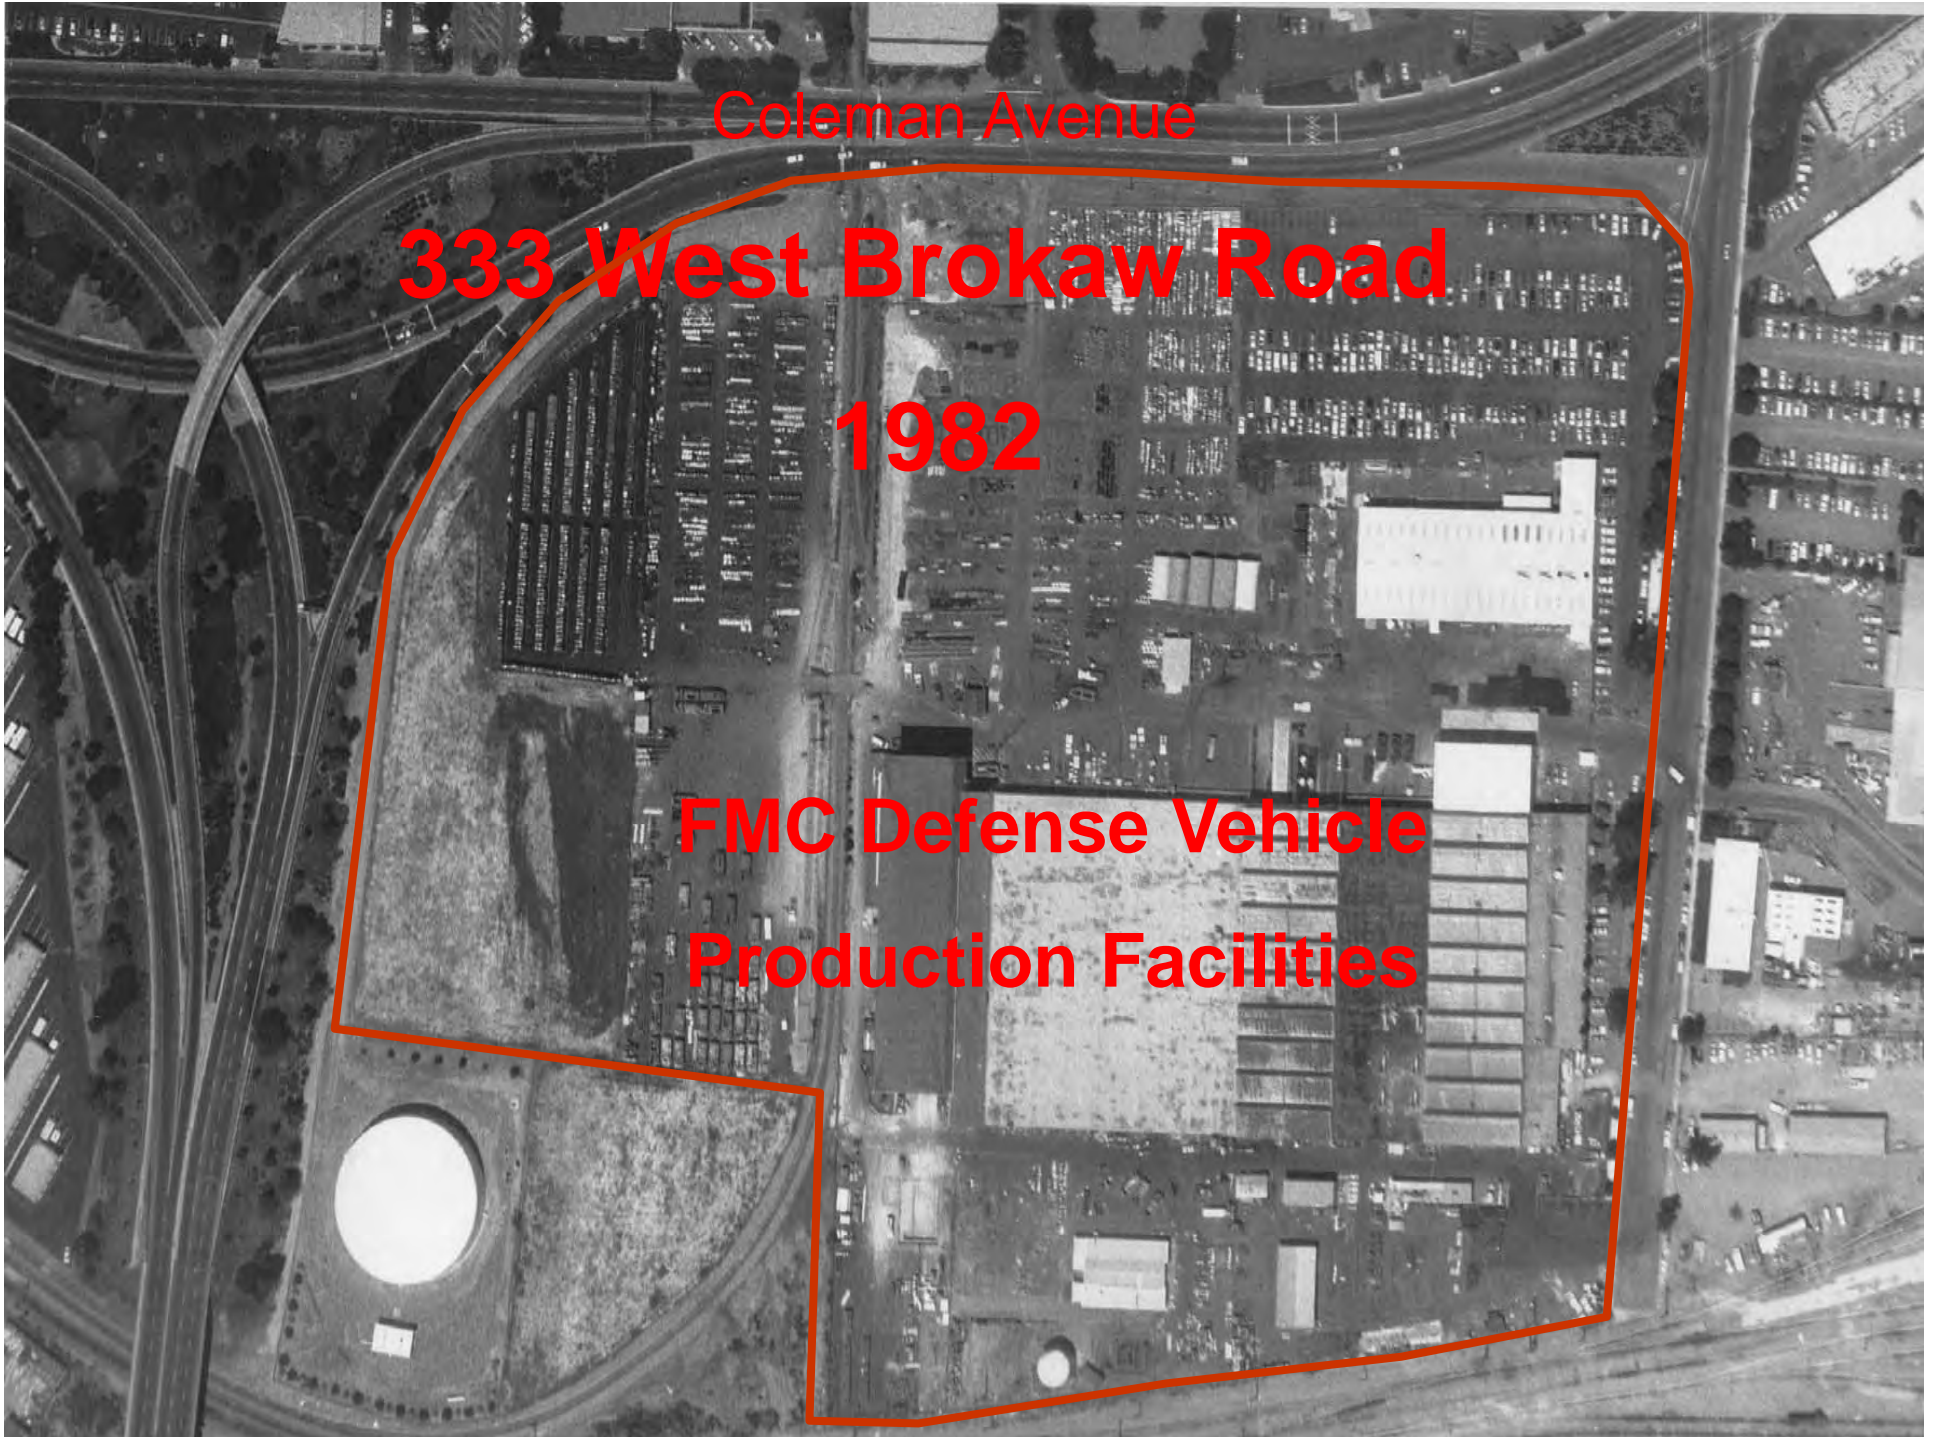 Coleman Avenue
333 West Brokaw Road
1982
FMC Defense Vehicle
Production Facilities